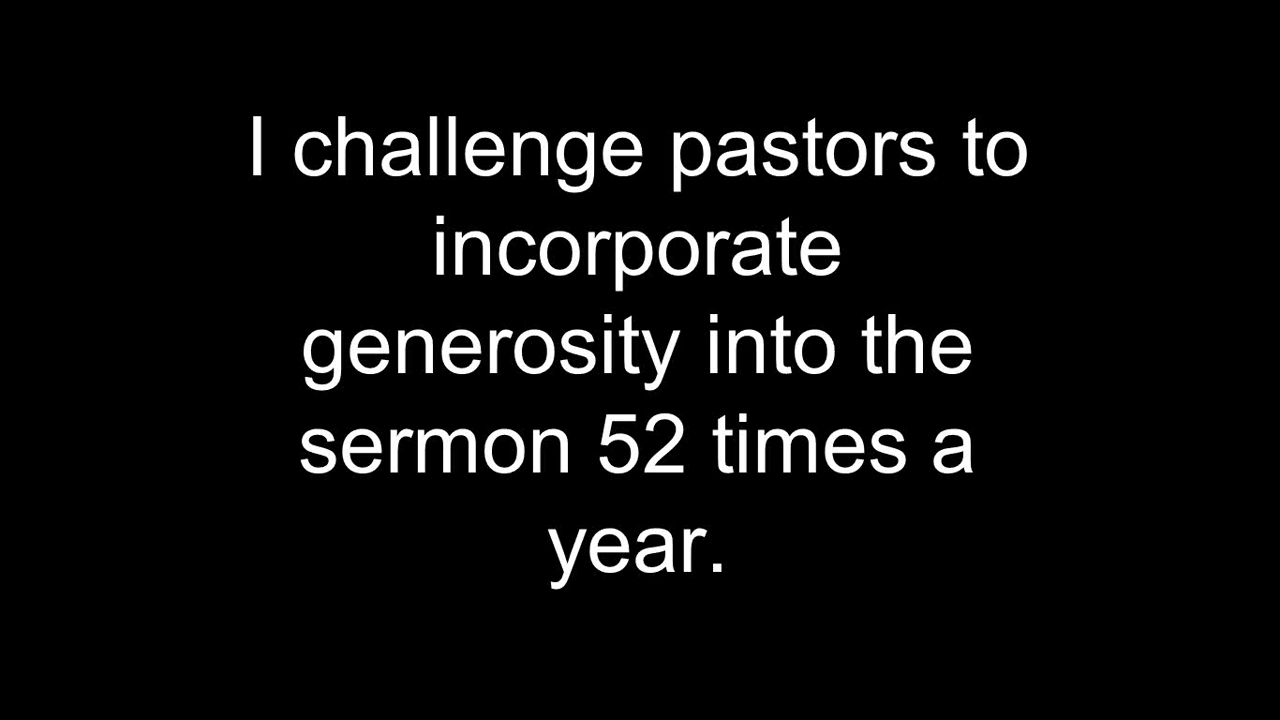 I challenge pastors to
incorporate
generosity into the
sermon 52 times a
year.